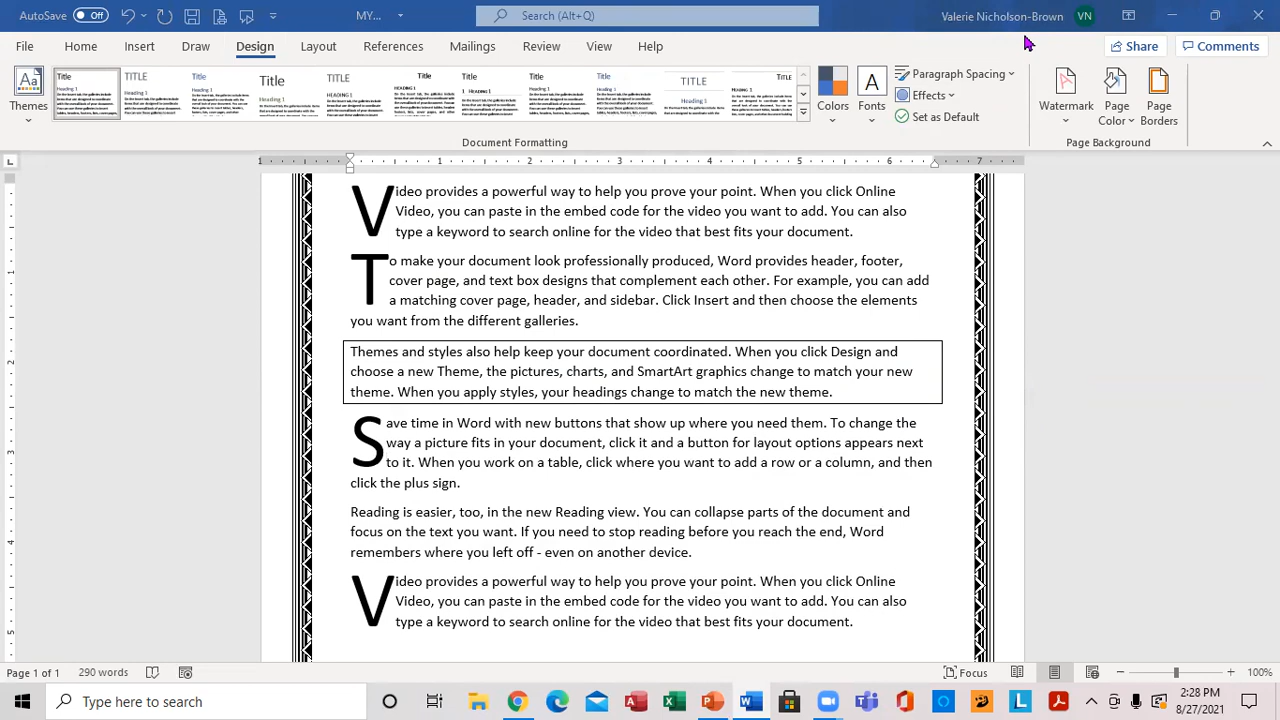 AutoSave Off MY... Search (Alt+Q) Valerie Nicholson-Brown VN
File Home Insert Draw Design Layout References Mailings Review View Help Share Comments
Themes Colors Fonts Paragraph Spacing Effects Set as Default Watermark Page Color Page Borders
Document Formatting Page Background
1 1 2 3 4 5 6 7
Video provides a powerful way to help you prove your point. When you click Online
Video, you can paste in the embed code for the video you want to add. You can also
type a keyword to search online for the video that best fits your document.
To make your document look professionally produced, Word provides header, footer,
cover page, and text box designs that complement each other. For example, you can add
a matching cover page, header, and sidebar. Click Insert and then choose the elements
you want from the different galleries.
Themes and styles also help keep your document coordinated. When you click Design and
choose a new Theme, the pictures, charts, and SmartArt graphics change to match your new
theme. When you apply styles, your headings change to match the new theme.
Save time in Word with new buttons that show up where you need them. To change the
way a picture fits in your document, click it and a button for layout options appears next
to it. When you work on a table, click where you want to add a row or a column, and then
click the plus sign.
Reading is easier, too, in the new Reading view. You can collapse parts of the document and
focus on the text you want. If you need to stop reading before you reach the end, Word
remembers where you left off - even on another device.
Video provides a powerful way to help you prove your point. When you click Online
Video, you can paste in the embed code for the video you want to add. You can also
type a keyword to search online for the video that best fits your document.
Page 1 of 1 290 words Focus 100%
Type here to search 2:28 PM
8/27/2021